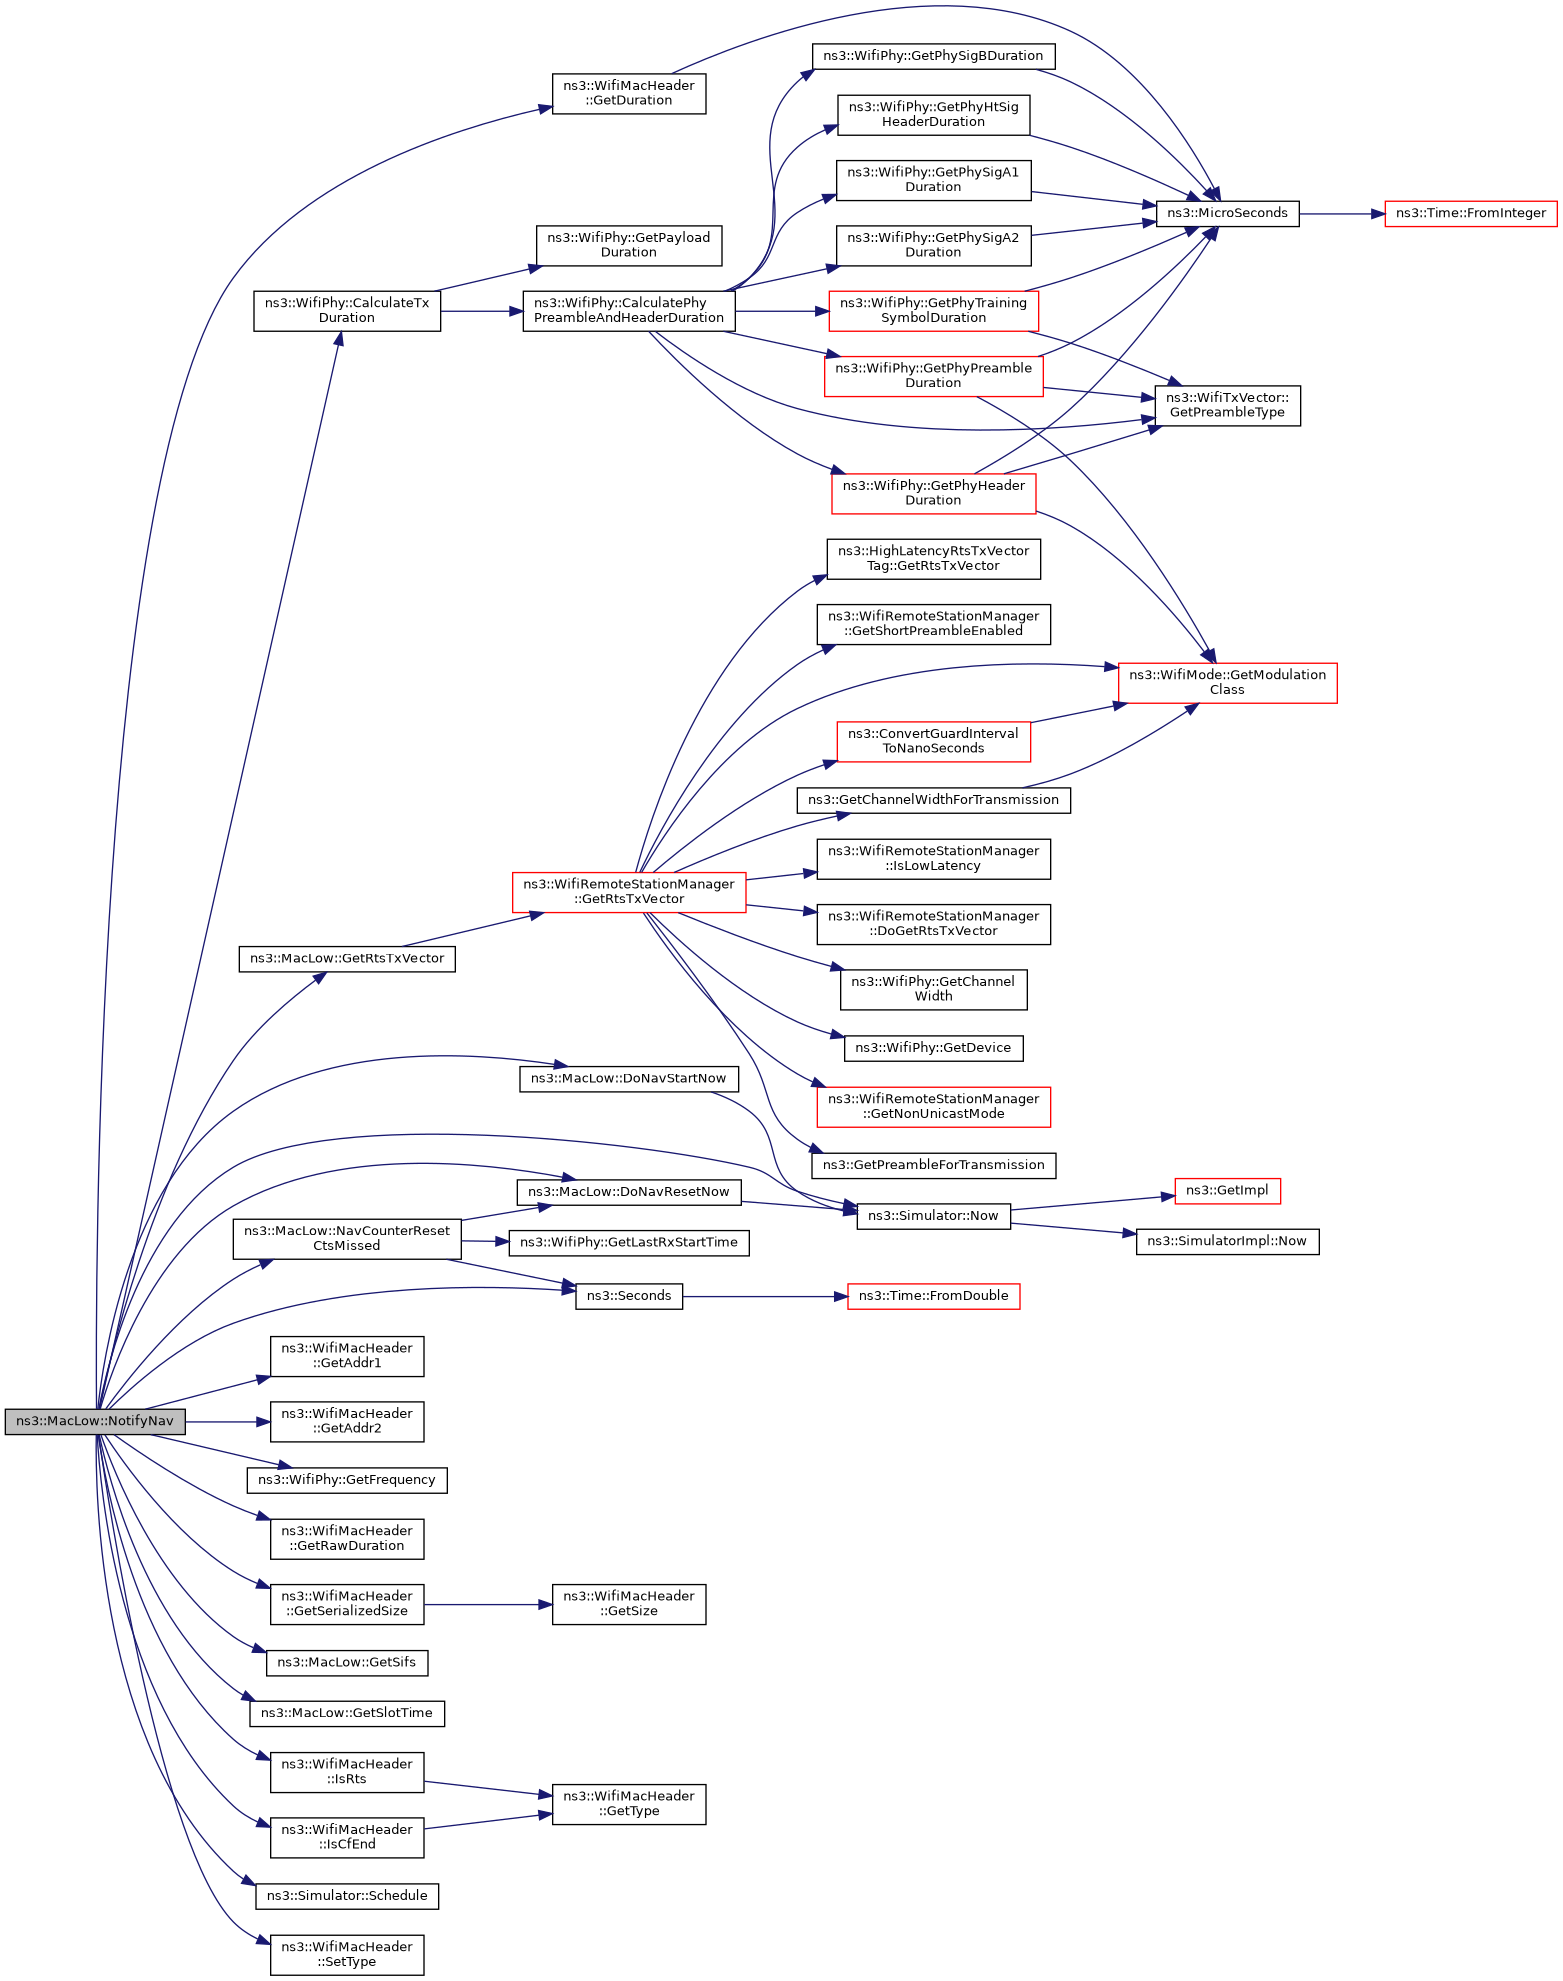 ns3::WifiPhy::GetPhySigBDuration
ns3::WifiMacHeader
::GetDuration
ns3::WifiPhy::GetPhyHtSig
HeaderDuration
ns3::WifiPhy::GetPhySigA1
Duration
ns3::MicroSeconds
ns3::Time::FromInteger
ns3::WifiPhy::GetPayload
Duration
ns3::WifiPhy::GetPhySigA2
Duration
ns3::WifiPhy::CalculateTx
Duration
ns3::WifiPhy::CalculatePhy
PreambleAndHeaderDuration
ns3::WifiPhy::GetPhyTraining
SymbolDuration
ns3::WifiPhy::GetPhyPreamble
Duration
ns3::WifiTxVector::
GetPreambleType
ns3::WifiPhy::GetPhyHeader
Duration
ns3::HighLatencyRtsTxVector
Tag::GetRtsTxVector
ns3::WifiRemoteStationManager
::GetShortPreambleEnabled
ns3::WifiMode::GetModulation
Class
ns3::ConvertGuardInterval
ToNanoSeconds
ns3::GetChannelWidthForTransmission
ns3::WifiRemoteStationManager
::IsLowLatency
ns3::WifiRemoteStationManager
::GetRtsTxVector
ns3::WifiRemoteStationManager
::DoGetRtsTxVector
ns3::MacLow::GetRtsTxVector
ns3::WifiPhy::GetChannel
Width
ns3::WifiPhy::GetDevice
ns3::MacLow::DoNavStartNow
ns3::WifiRemoteStationManager
::GetNonUnicastMode
ns3::GetPreambleForTransmission
ns3::MacLow::DoNavResetNow
ns3::GetImpl
ns3::Simulator::Now
ns3::MacLow::NavCounterReset
CtsMissed
ns3::WifiPhy::GetLastRxStartTime
ns3::SimulatorImpl::Now
ns3::Seconds
ns3::Time::FromDouble
ns3::WifiMacHeader
::GetAddr1
ns3::MacLow::NotifyNav
ns3::WifiMacHeader
::GetAddr2
ns3::WifiPhy::GetFrequency
ns3::WifiMacHeader
::GetRawDuration
ns3::WifiMacHeader
::GetSerializedSize
ns3::WifiMacHeader
::GetSize
ns3::MacLow::GetSifs
ns3::MacLow::GetSlotTime
ns3::WifiMacHeader
::IsRts
ns3::WifiMacHeader
::GetType
ns3::WifiMacHeader
::IsCfEnd
ns3::Simulator::Schedule
ns3::WifiMacHeader
::SetType